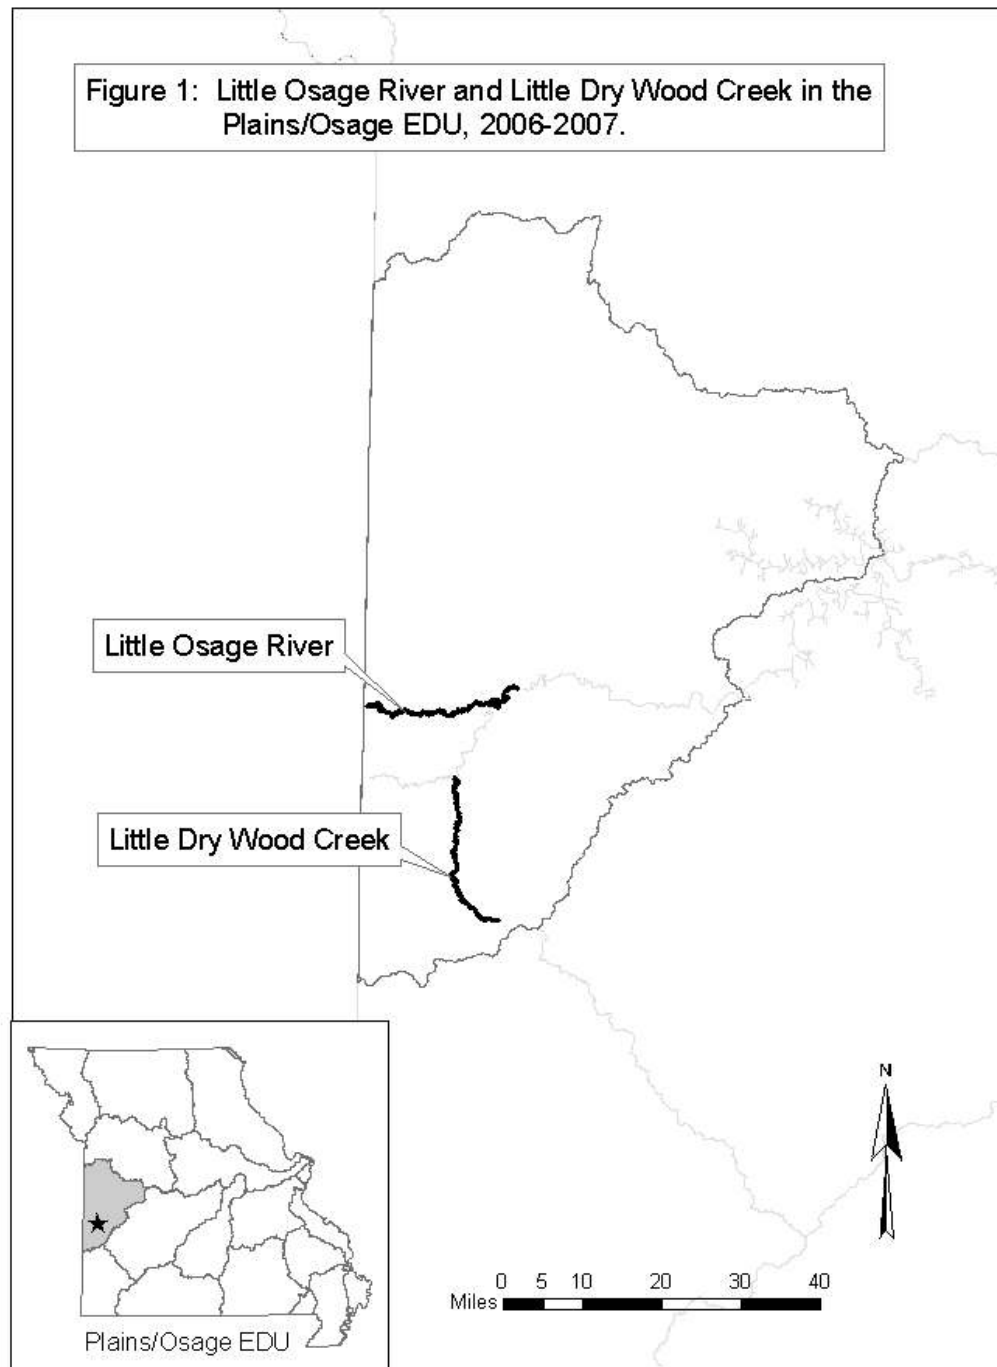 Figure 1: Little Osage River and Little Dry Wood Creek in the
Plains/Osage EDU, 2006-2007.
Little Osage River
Little Dry Wood Creek
N
0 5 10 20 30 40
Miles
Plains/Osage EDU